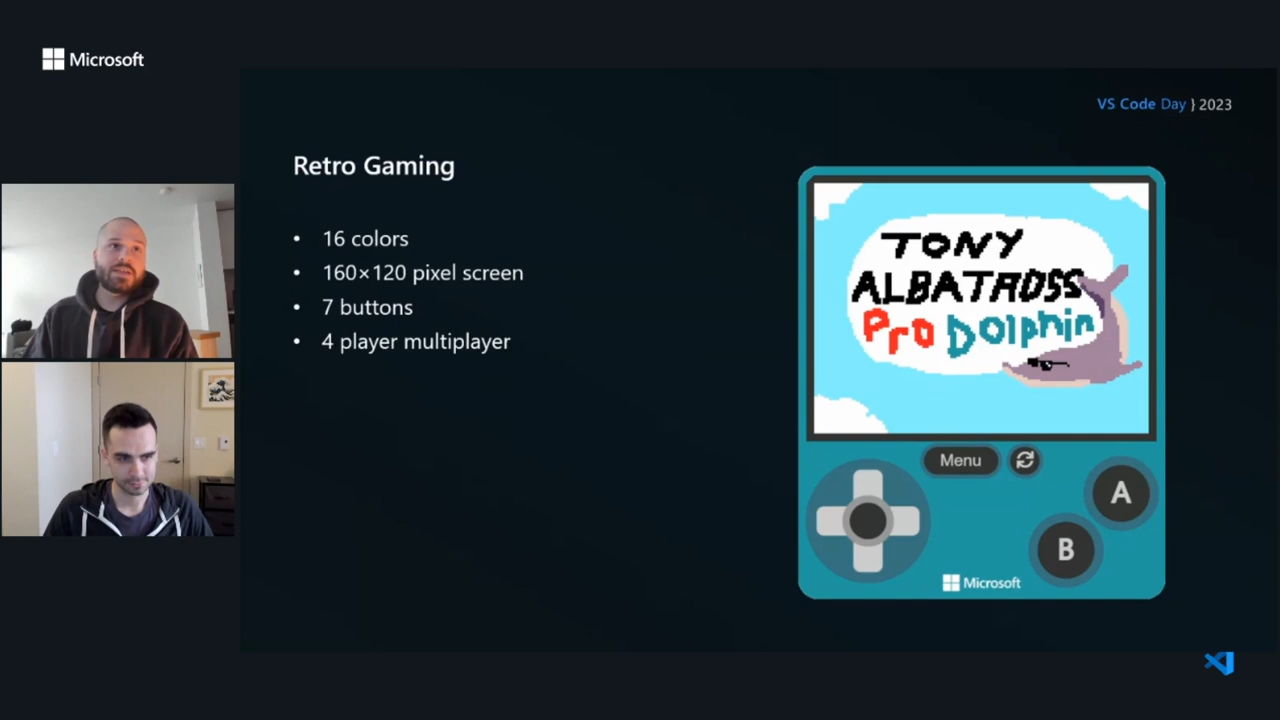 Microsoft
VS Code Day } 2023
Retro Gaming
• 16 colors
• 160×120 pixel screen
• 7 buttons
• 4 player multiplayer
TONY
ALBATROSS
Pro Dolphin
Menu
A
B
Microsoft